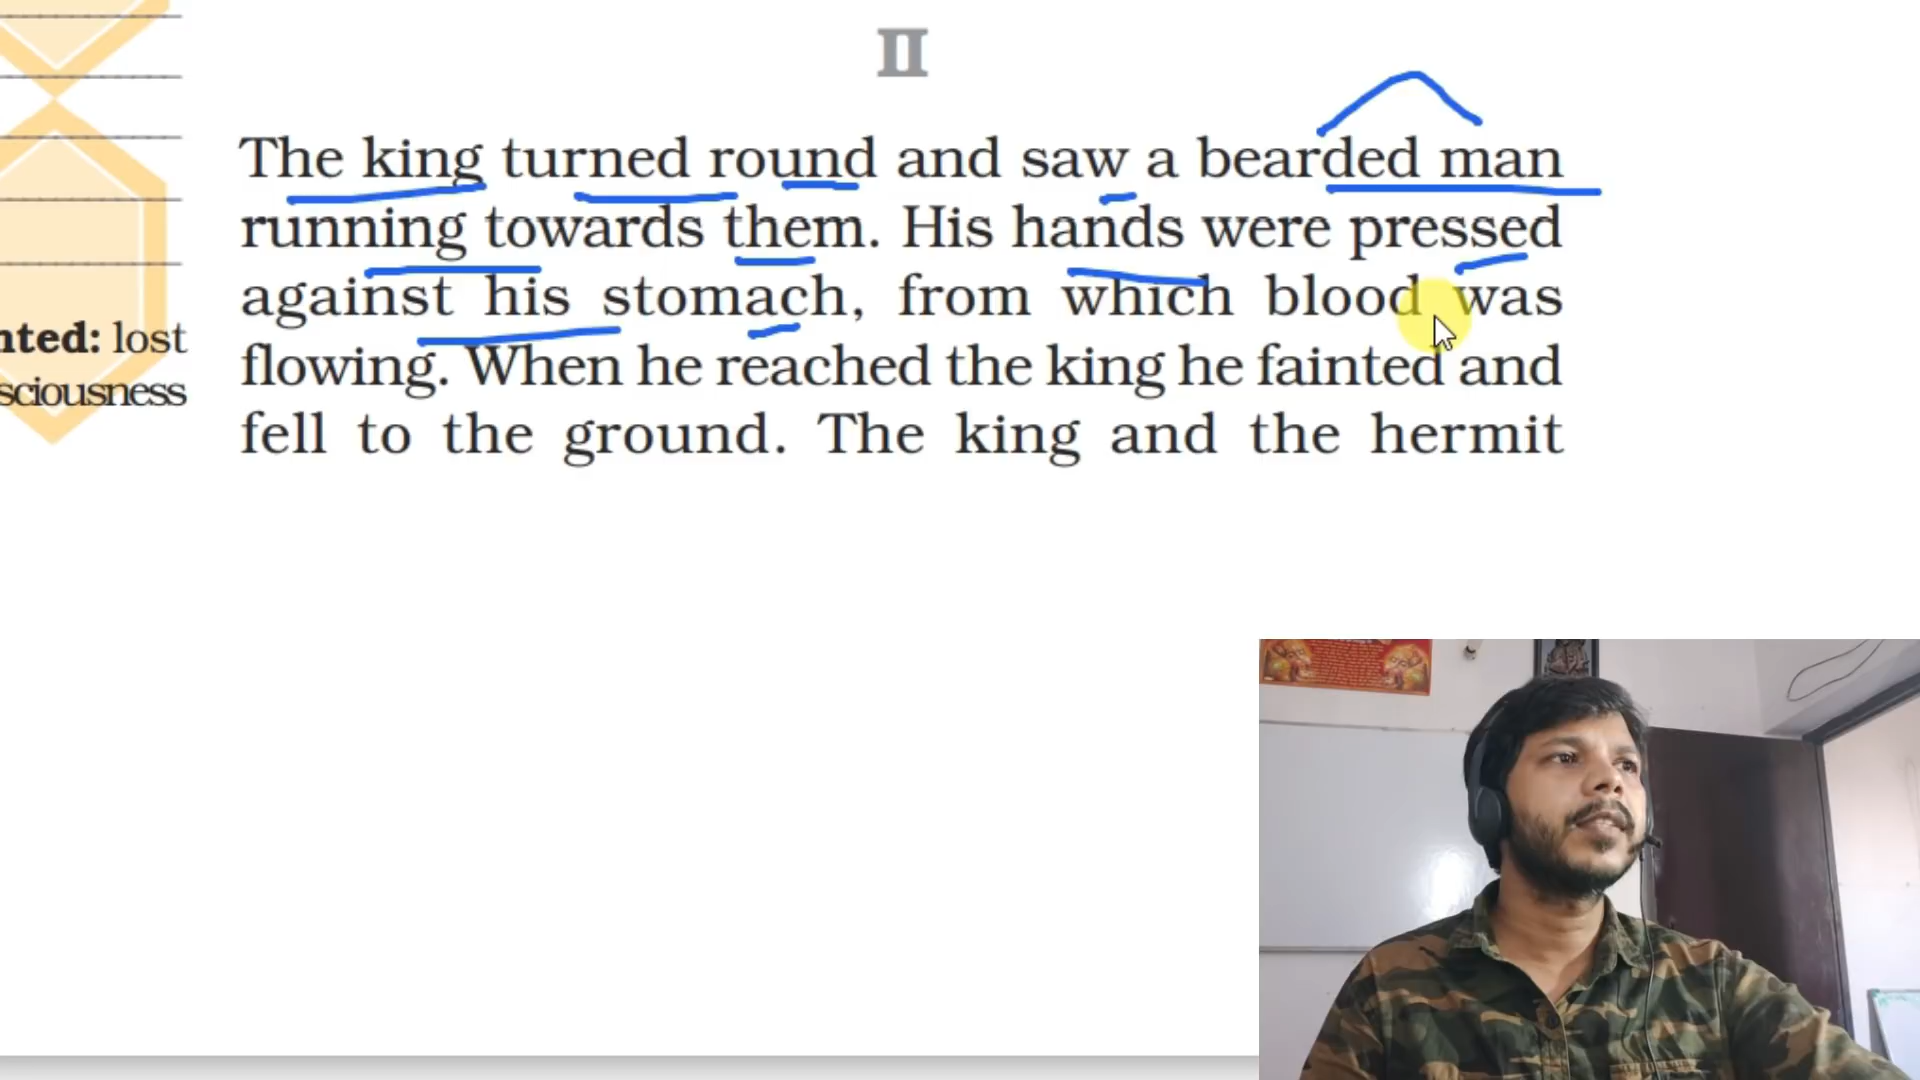 II
The king turned round and saw a bearded man
running towards them. His hands were pressed
against his stomach, from which blood was
flowing. When he reached the king he fainted and
fell to the ground. The king and the hermit
nted: lost
sciousness